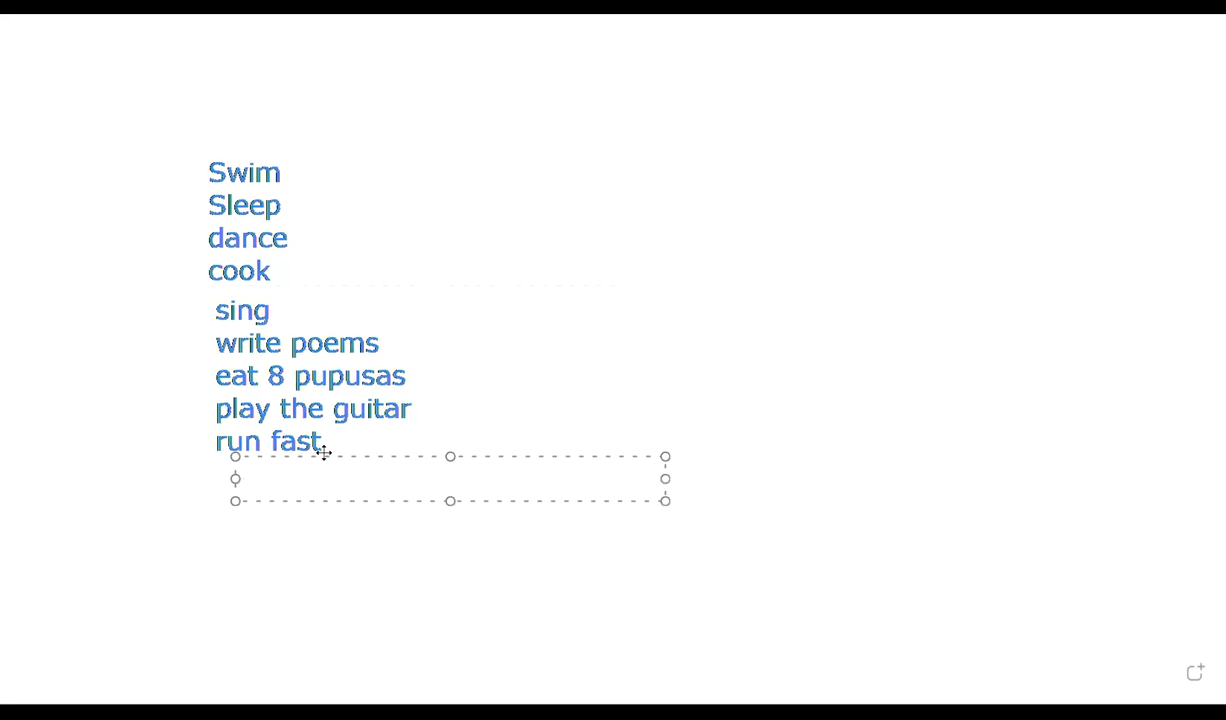 Swim
Sleep
dance
cook
sing
write poems
eat 8 pupusas
play the guitar
run fast